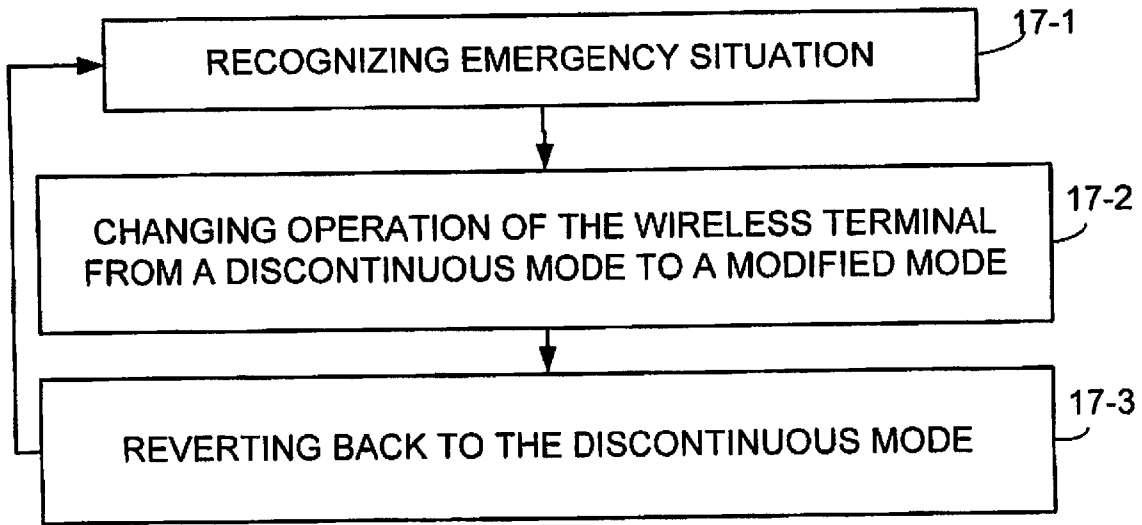 17-1
RECOGNIZING EMERGENCY SITUATION
17-2
CHANGING OPERATION OF THE WIRELESS TERMINAL
FROM A DISCONTINUOUS MODE TO A MODIFIED MODE
17-3
REVERTING BACK TO THE DISCONTINUOUS MODE